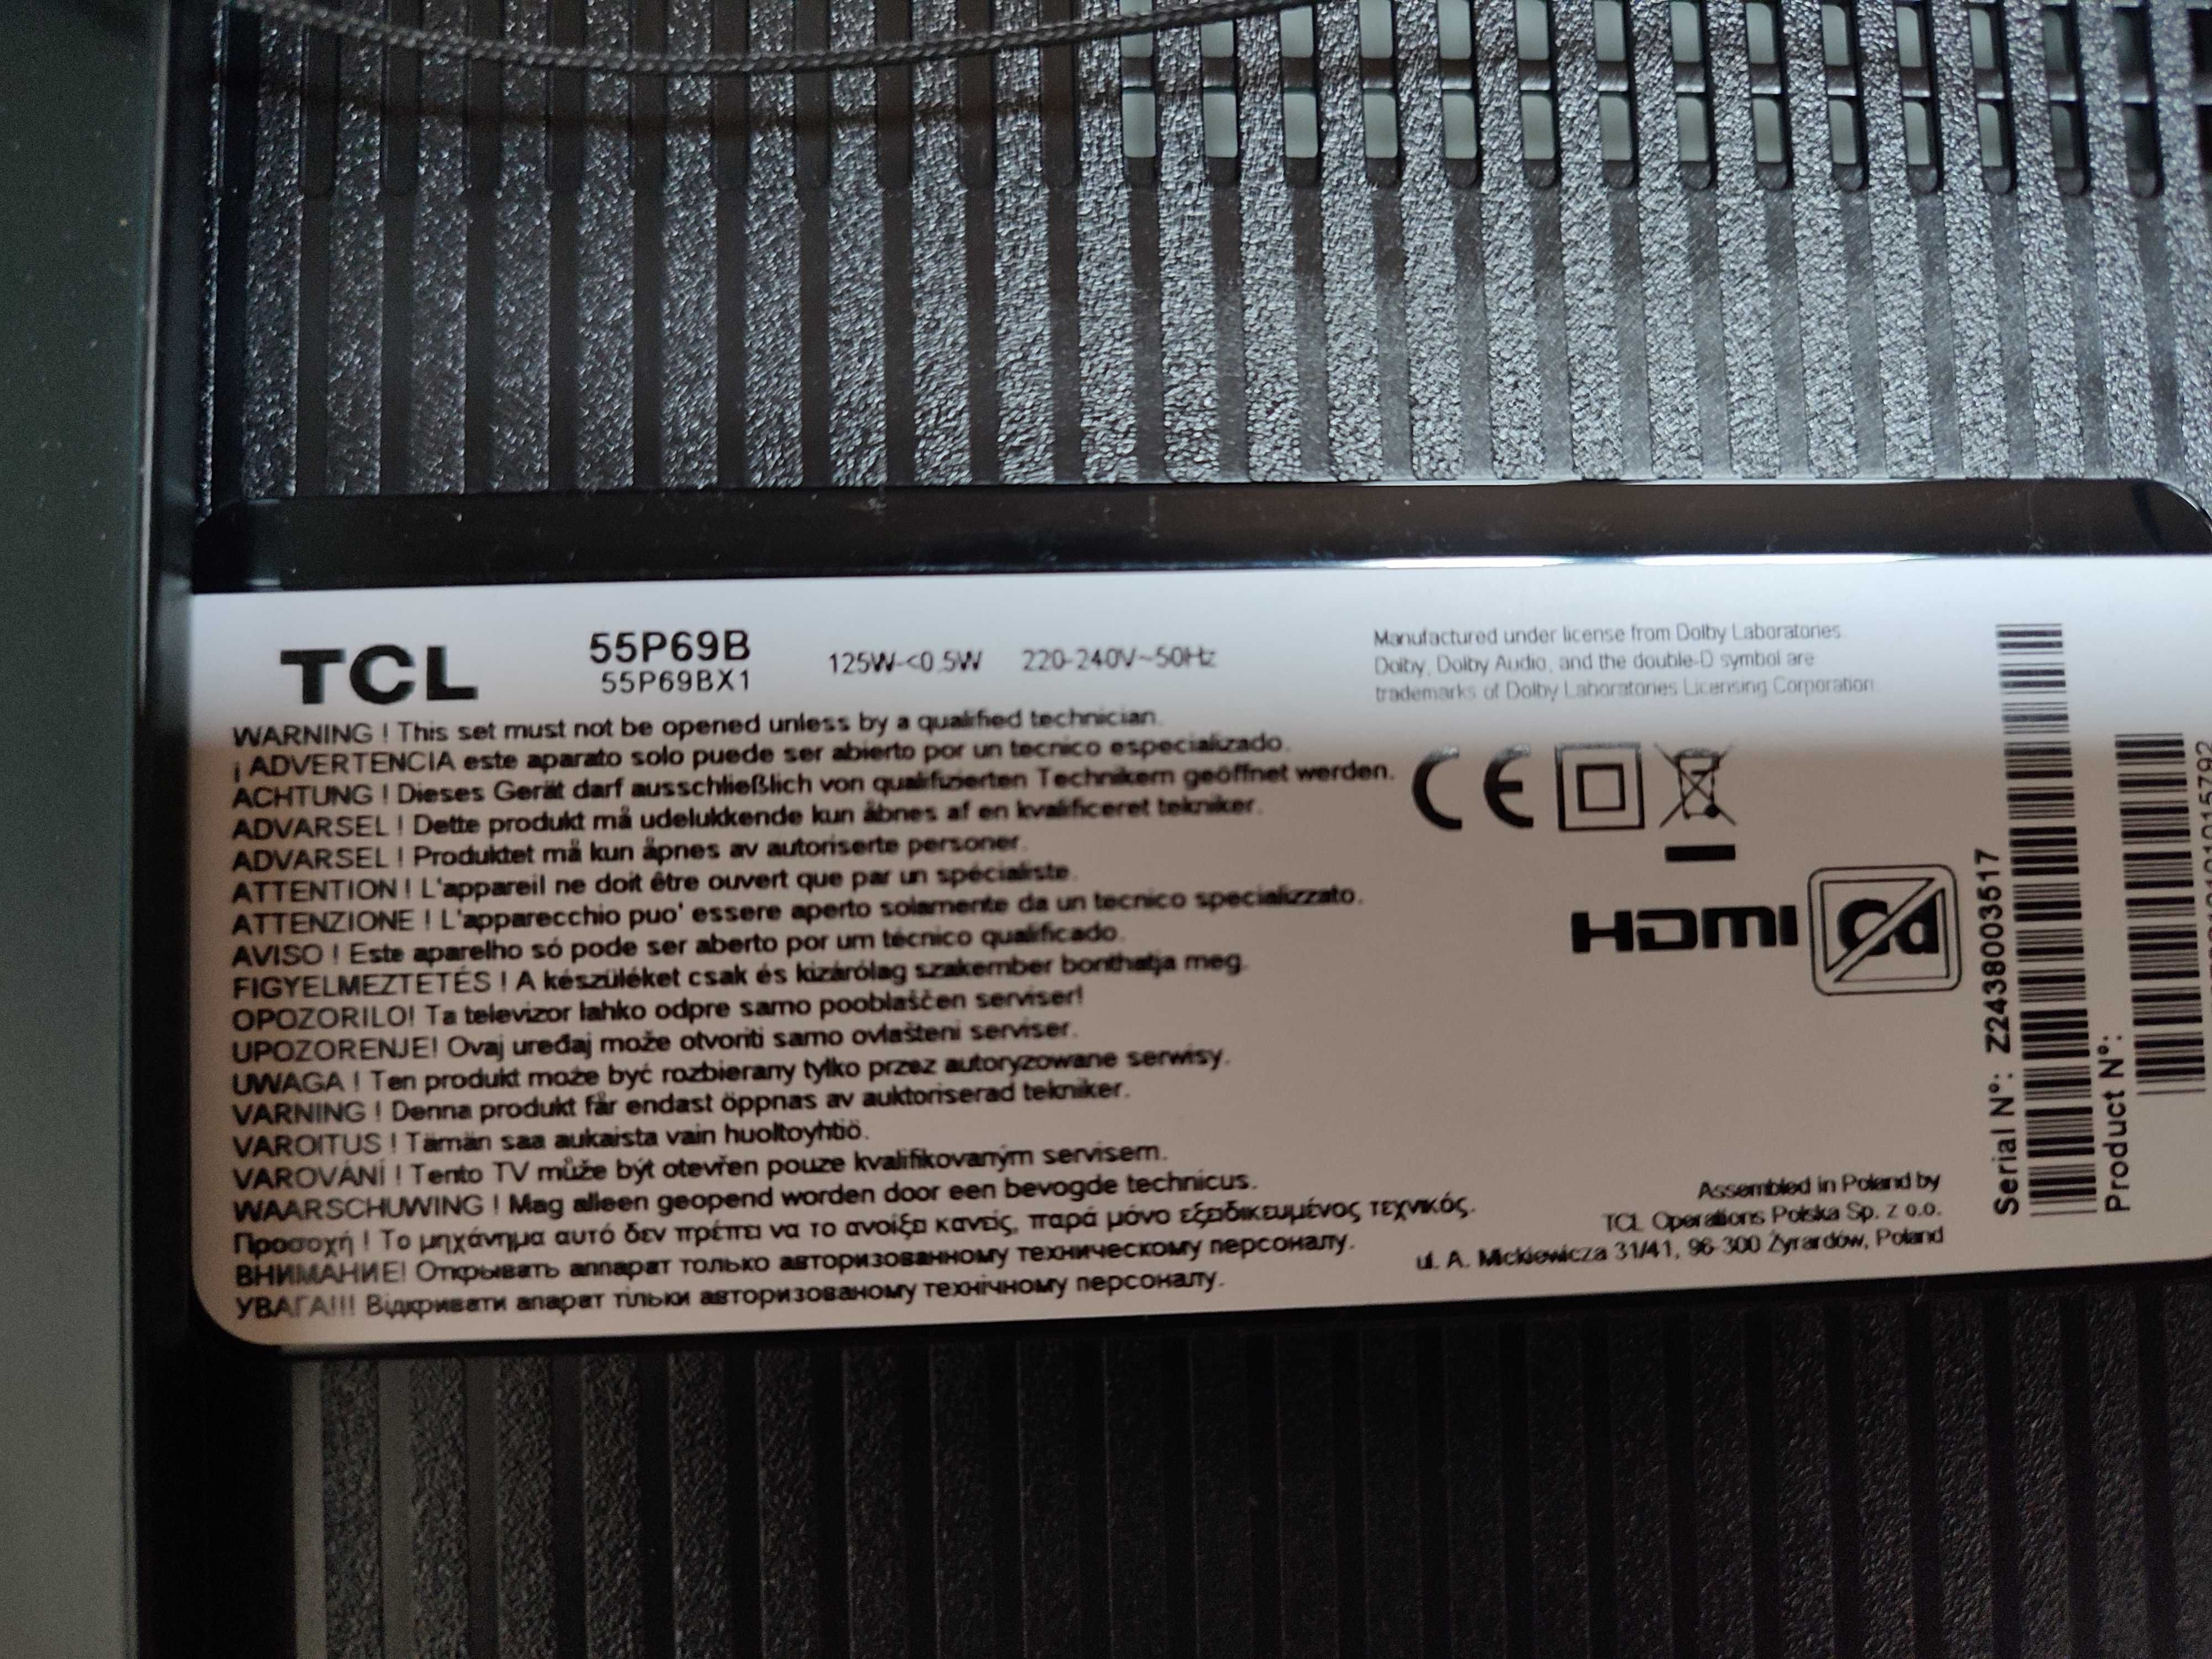 TCL
55P69B
55P69BX1
125W-<0.5W 220-240V~50Hz
Manufactured under license from Dolby Laboratories.
Dolby, Dolby Audio, and the double-D symbol are
trademarks of Dolby Laboratories Licensing Corporation.
WARNING ! This set must not be opened unless by a qualified technician.
¡ ADVERTENCIA este aparato solo puede ser abierto por un tecnico especializado.
ACHTUNG ! Dieses Gerät darf ausschließlich von qualifizierten Technikern geöffnet werden.
ADVARSEL ! Dette produkt må udelukkende kun åbnes af en kvalificeret tekniker.
ADVARSEL ! Produktet må kun åpnes av autoriserte personer.
ATTENTION ! L'appareil ne doit être ouvert que par un spécialiste.
ATTENZIONE ! L'apparecchio puo' essere aperto solamente da un tecnico specializzato.
AVISO ! Este aparelho só pode ser aberto por um técnico qualificado.
FIGYELMEZTETÉS ! A készüléket csak és kizárólag szakember bonthatja meg.
OPOZORILO! Ta televizor lahko odpre samo pooblaščen serviser!
UPOZORENJE! Ovaj uređaj može otvoriti samo ovlašteni serviser.
UWAGA ! Ten produkt może być rozbierany tylko przez autoryzowane serwisy.
VARNING ! Denna produkt får endast öppnas av auktoriserad tekniker.
VAROITUS ! Tämän saa aukaista vain huoltoyhtiö.
VAROVÁNÍ ! Tento TV může být otevřen pouze kvalifikovaným servisem.
WAARSCHUWING ! Mag alleen geopend worden door een bevogde technicus.
Προσοχή ! Το μηχάνημα αυτό δεν πρέπει να το ανοίξει κανείς, παρά μόνο εξειδικευμένος τεχνικός.
ВНИМАНИЕ! Открывать аппарат только авторизованному техническому персоналу.
УВАГА!!! Відкривати апарат тільки авторизованому технічному персоналу.
CE
HDMI
Cd
Assembled in Poland by
TCL Operations Polska Sp. z o.o.
ul. A. Mickiewicza 31/41, 96-300 Żyrardów, Poland
Serial N°: Z24380003517
Product N°: